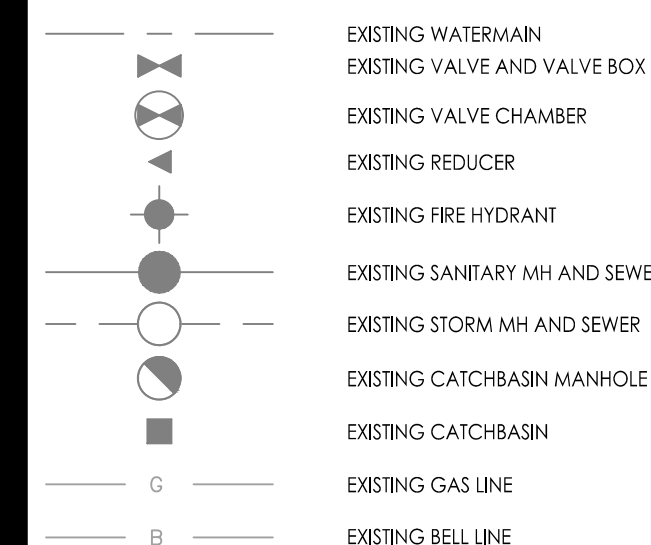 EXISTING WATERMAIN
EXISTING VALVE AND VALVE BOX
EXISTING VALVE CHAMBER
EXISTING REDUCER
EXISTING FIRE HYDRANT
EXISTING SANITARY MH AND SEWE
EXISTING STORM MH AND SEWER
EXISTING CATCHBASIN MANHOLE
EXISTING CATCHBASIN
G EXISTING GAS LINE
B EXISTING BELL LINE